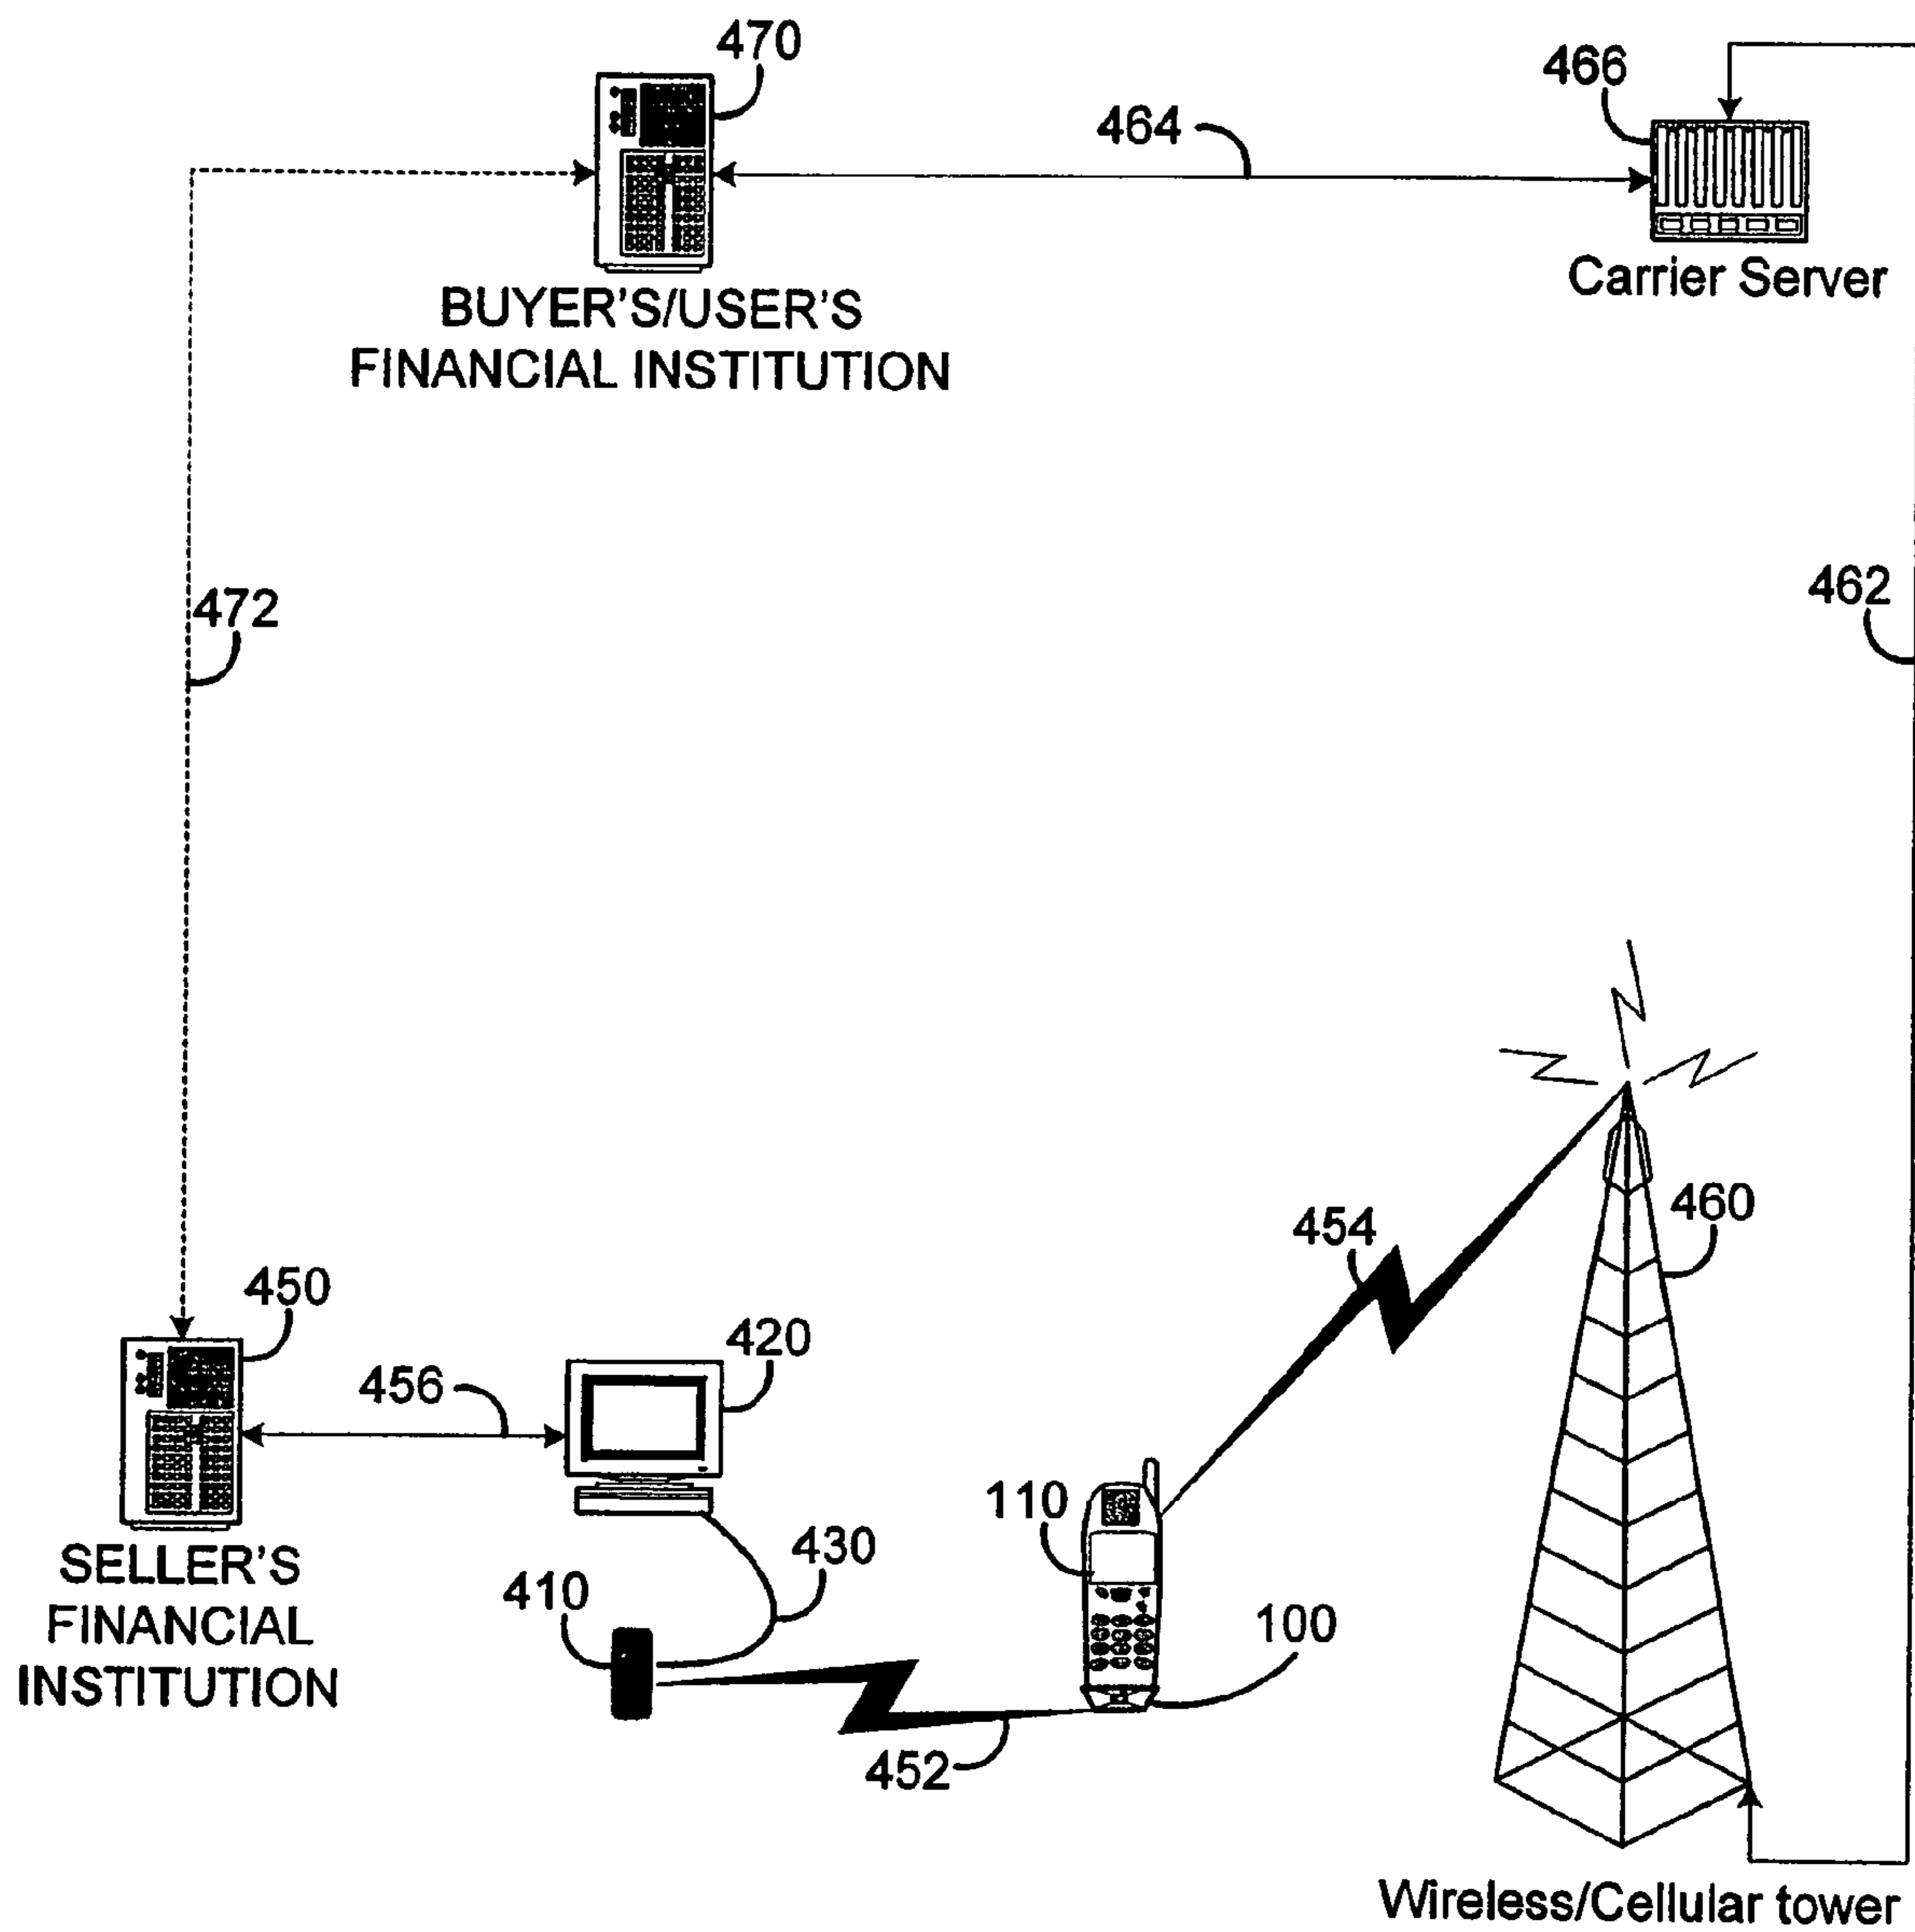 470
466
464
Carrier Server
BUYER'S/USER'S
FINANCIAL INSTITUTION
472
462
460
454
450
420
456
110
430
SELLER'S
FINANCIAL
INSTITUTION
410
100
452
Wireless/Cellular tower